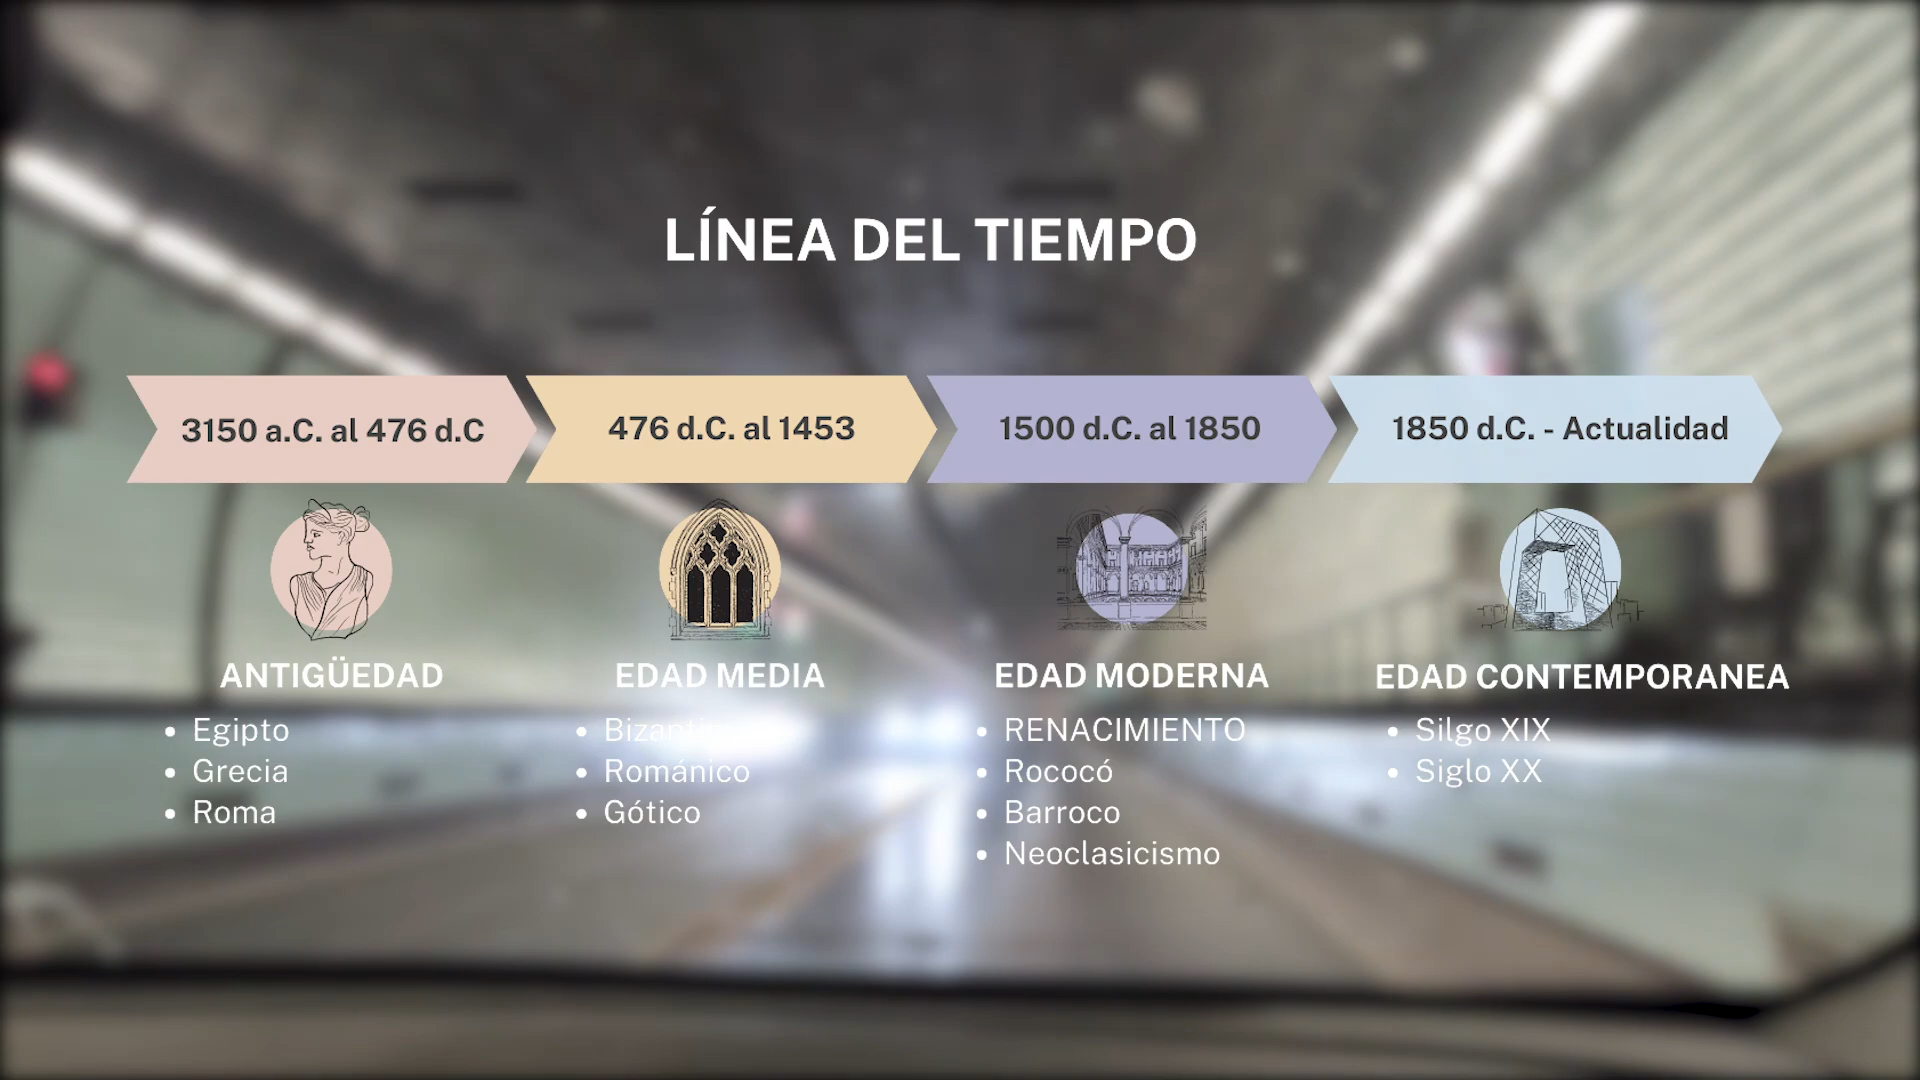 LÍNEA DEL TIEMPO
3150 a.C. al 476 d.C
476 d.C. al 1453
1500 d.C. al 1850
1850 d.C. - Actualidad
ANTIGÜEDAD
• Egipto
• Grecia
• Roma
EDAD MEDIA
• Bizantino
• Románico
• Gótico
EDAD MODERNA
• RENACIMIENTO
• Rococó
• Barroco
• Neoclasicismo
EDAD CONTEMPORANEA
• Silgo XIX
• Siglo XX